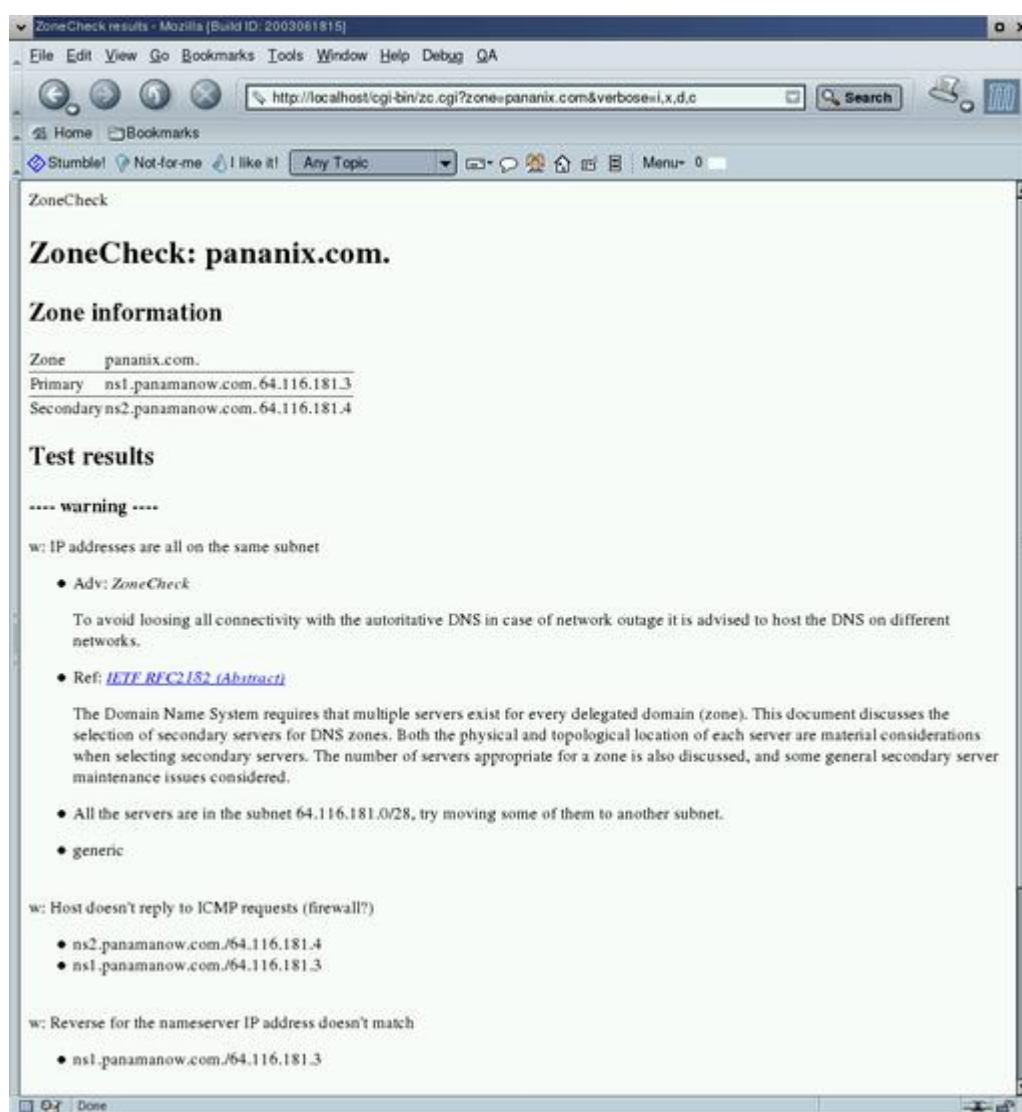 ZoneCheck results - Mozilla {Build ID: 2003061815}
File Edit View Go Bookmarks Tools Window Help Debug QA
http://localhost/cgi-bin/zc.cgi?zone=pananix.com&verbose=i,x,d,c Search
Home Bookmarks
Stumble! Not-for-me I like it! Any Topic Menu 0
ZoneCheck
ZoneCheck: pananix.com.
Zone information
Zone pananix.com.
Primary ns1.panamanow.com. 64.116.181.3
Secondary ns2.panamanow.com. 64.116.181.4
Test results
---- warning ----
w: IP addresses are all on the same subnet
Adv: ZoneCheck
To avoid loosing all connectivity with the autoritative DNS in case of network outage it is advised to host the DNS on different
networks.
Ref: IETF RFC2182 (Abstract)
The Domain Name System requires that multiple servers exist for every delegated domain (zone). This document discusses the
selection of secondary servers for DNS zones. Both the physical and topological location of each server are material considerations
when selecting secondary servers. The number of servers appropriate for a zone is also discussed, and some general secondary server
maintenance issues considered.
All the servers are in the subnet 64.116.181.0/28, try moving some of them to another subnet.
generic
w: Host doesn't reply to ICMP requests (firewall?)
ns2.panamanow.com./64.116.181.4
ns1.panamanow.com./64.116.181.3
w: Reverse for the nameserver IP address doesn't match
ns1.panamanow.com./64.116.181.3
Done